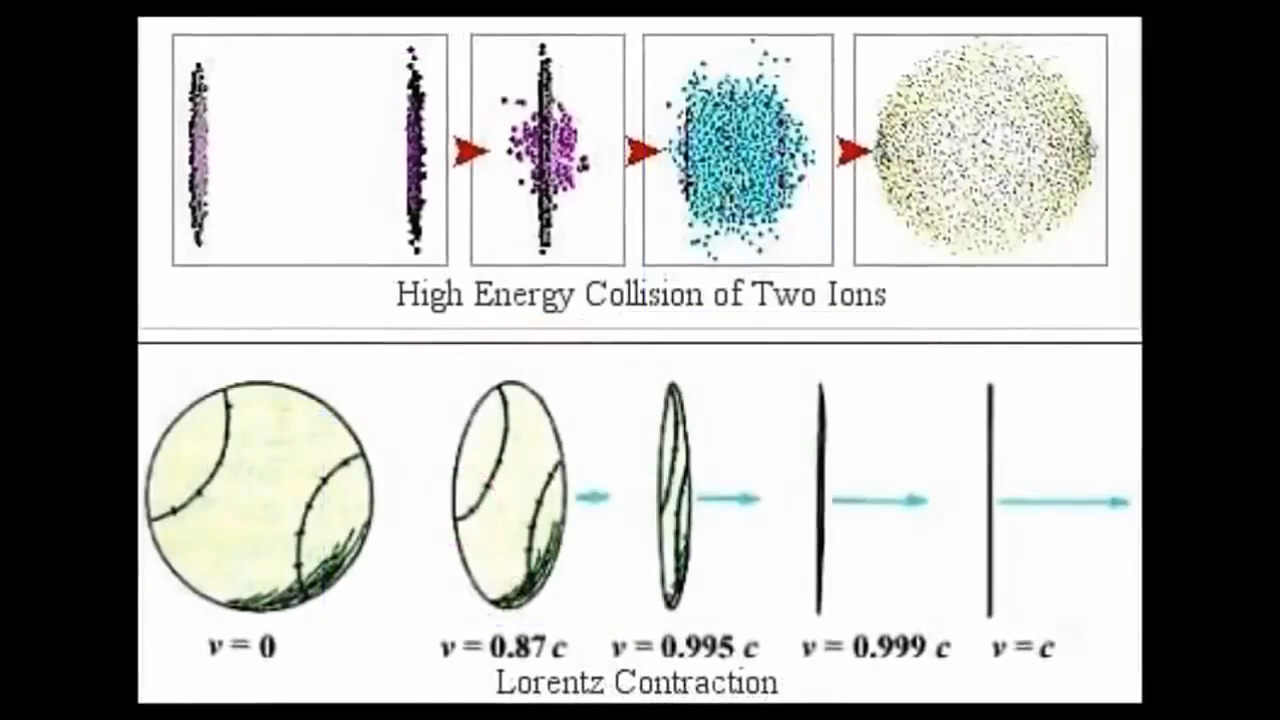 High Energy Collision of Two Ions
v = 0
v = 0.87 c
v = 0.995 c
v = 0.999 c
v = c
Lorentz Contraction